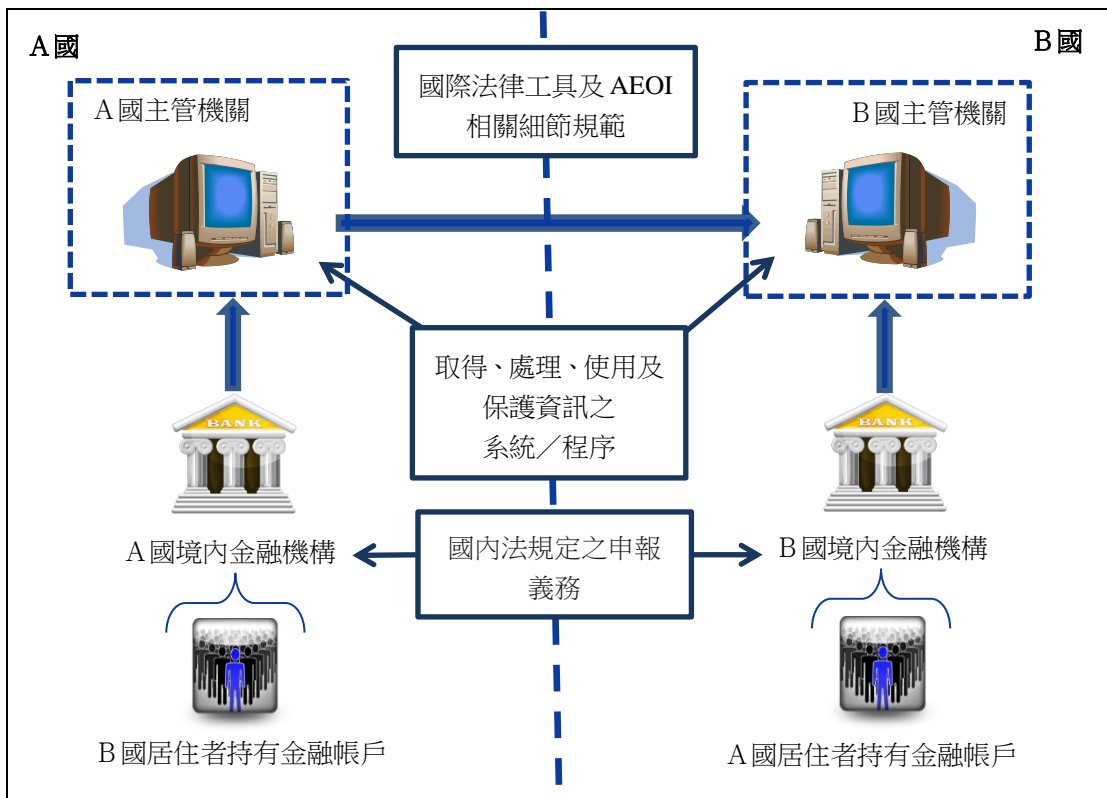 A國
B國
國際法律工具及 AEOI
相關細節規範
A國主管機關
B國主管機關
取得、處理、使用及
保護資訊之
系統／程序
BANK
BANK
A國境內金融機構
國內法規定之申報
義務
B國境內金融機構
B國居住者持有金融帳戶
A國居住者持有金融帳戶